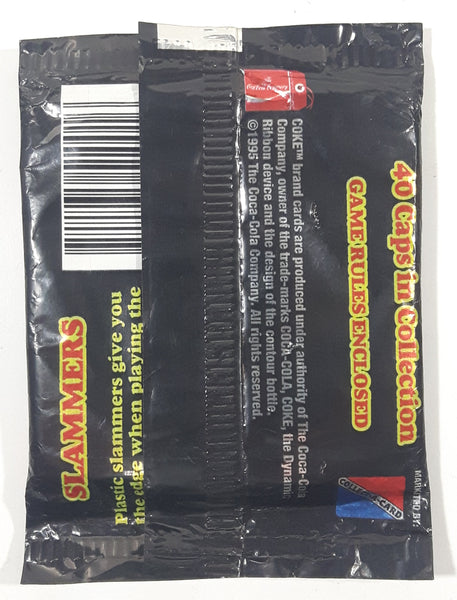 40 Caps in Collection
GAME RULES ENCLOSED
COKE™ brand cards are produced under authority of The Coca-Cola
Company, owner of the trade-marks COCA-COLA, COKE, the Dynamic
Ribbon device and the design of the contour bottle.
©1995 The Coca-Cola Company. All rights reserved.
SLAMMERS
Plastic slammers give you
the edge when playing the